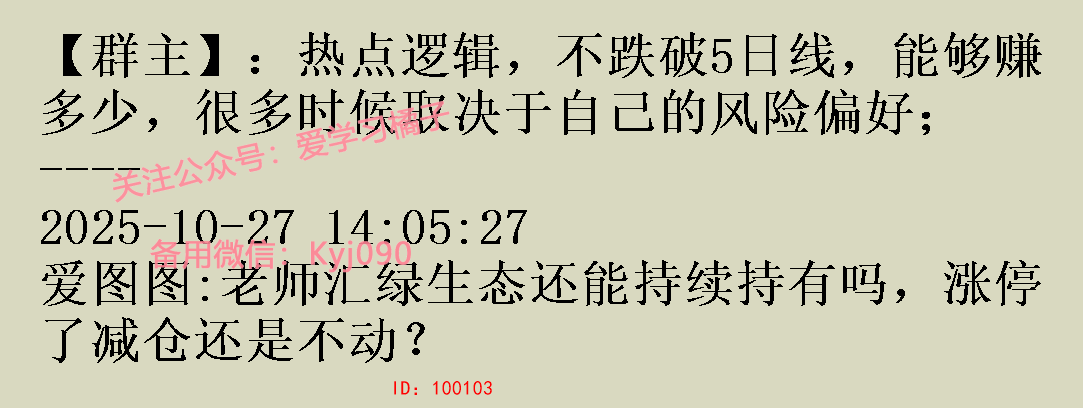 【群主】：热点逻辑，不跌破5日线，能够赚
多少，很多时候取决于自己的风险偏好；
----
关注公众号：爱学习橘子
2025-10-27 14:05:27
备用微信：Kyj090
爱图图:老师汇绿生态还能持续持有吗，涨停
了减仓还是不动？
ID：100103